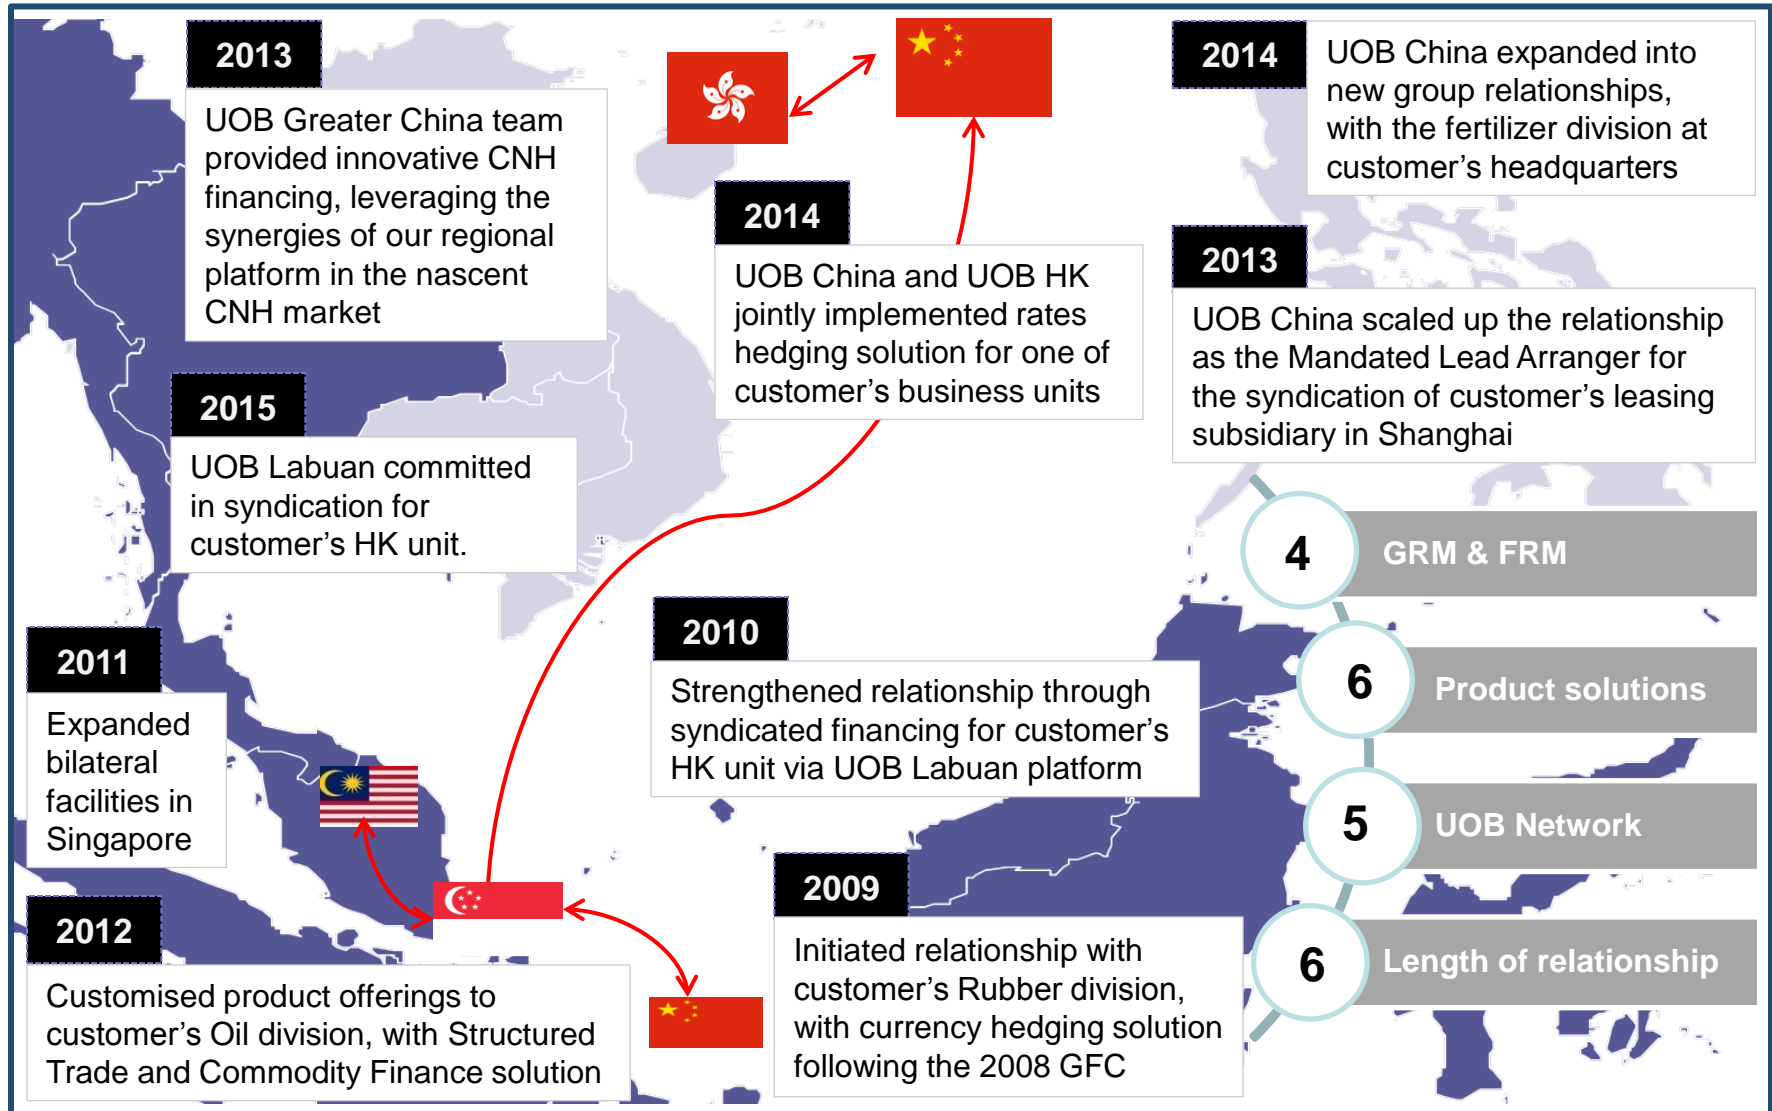 2013
UOB Greater China team
provided innovative CNH
financing, leveraging the
synergies of our regional
platform in the nascent
CNH market
2014
UOB China and UOB HK
jointly implemented rates
hedging solution for one of
customer’s business units
2014
UOB China expanded into
new group relationships,
with the fertilizer division at
customer’s headquarters
2013
UOB China scaled up the relationship
as the Mandated Lead Arranger for
the syndication of customer’s leasing
subsidiary in Shanghai
2015
UOB Labuan committed
in syndication for
customer’s HK unit.
2011
Expanded
bilateral
facilities in
Singapore
2010
Strengthened relationship through
syndicated financing for customer’s
HK unit via UOB Labuan platform
2012
Customised product offerings to
customer’s Oil division, with Structured
Trade and Commodity Finance solution
2009
Initiated relationship with
customer’s Rubber division,
with currency hedging solution
following the 2008 GFC
4 GRM & FRM
6 Product solutions
5 UOB Network
6 Length of relationship